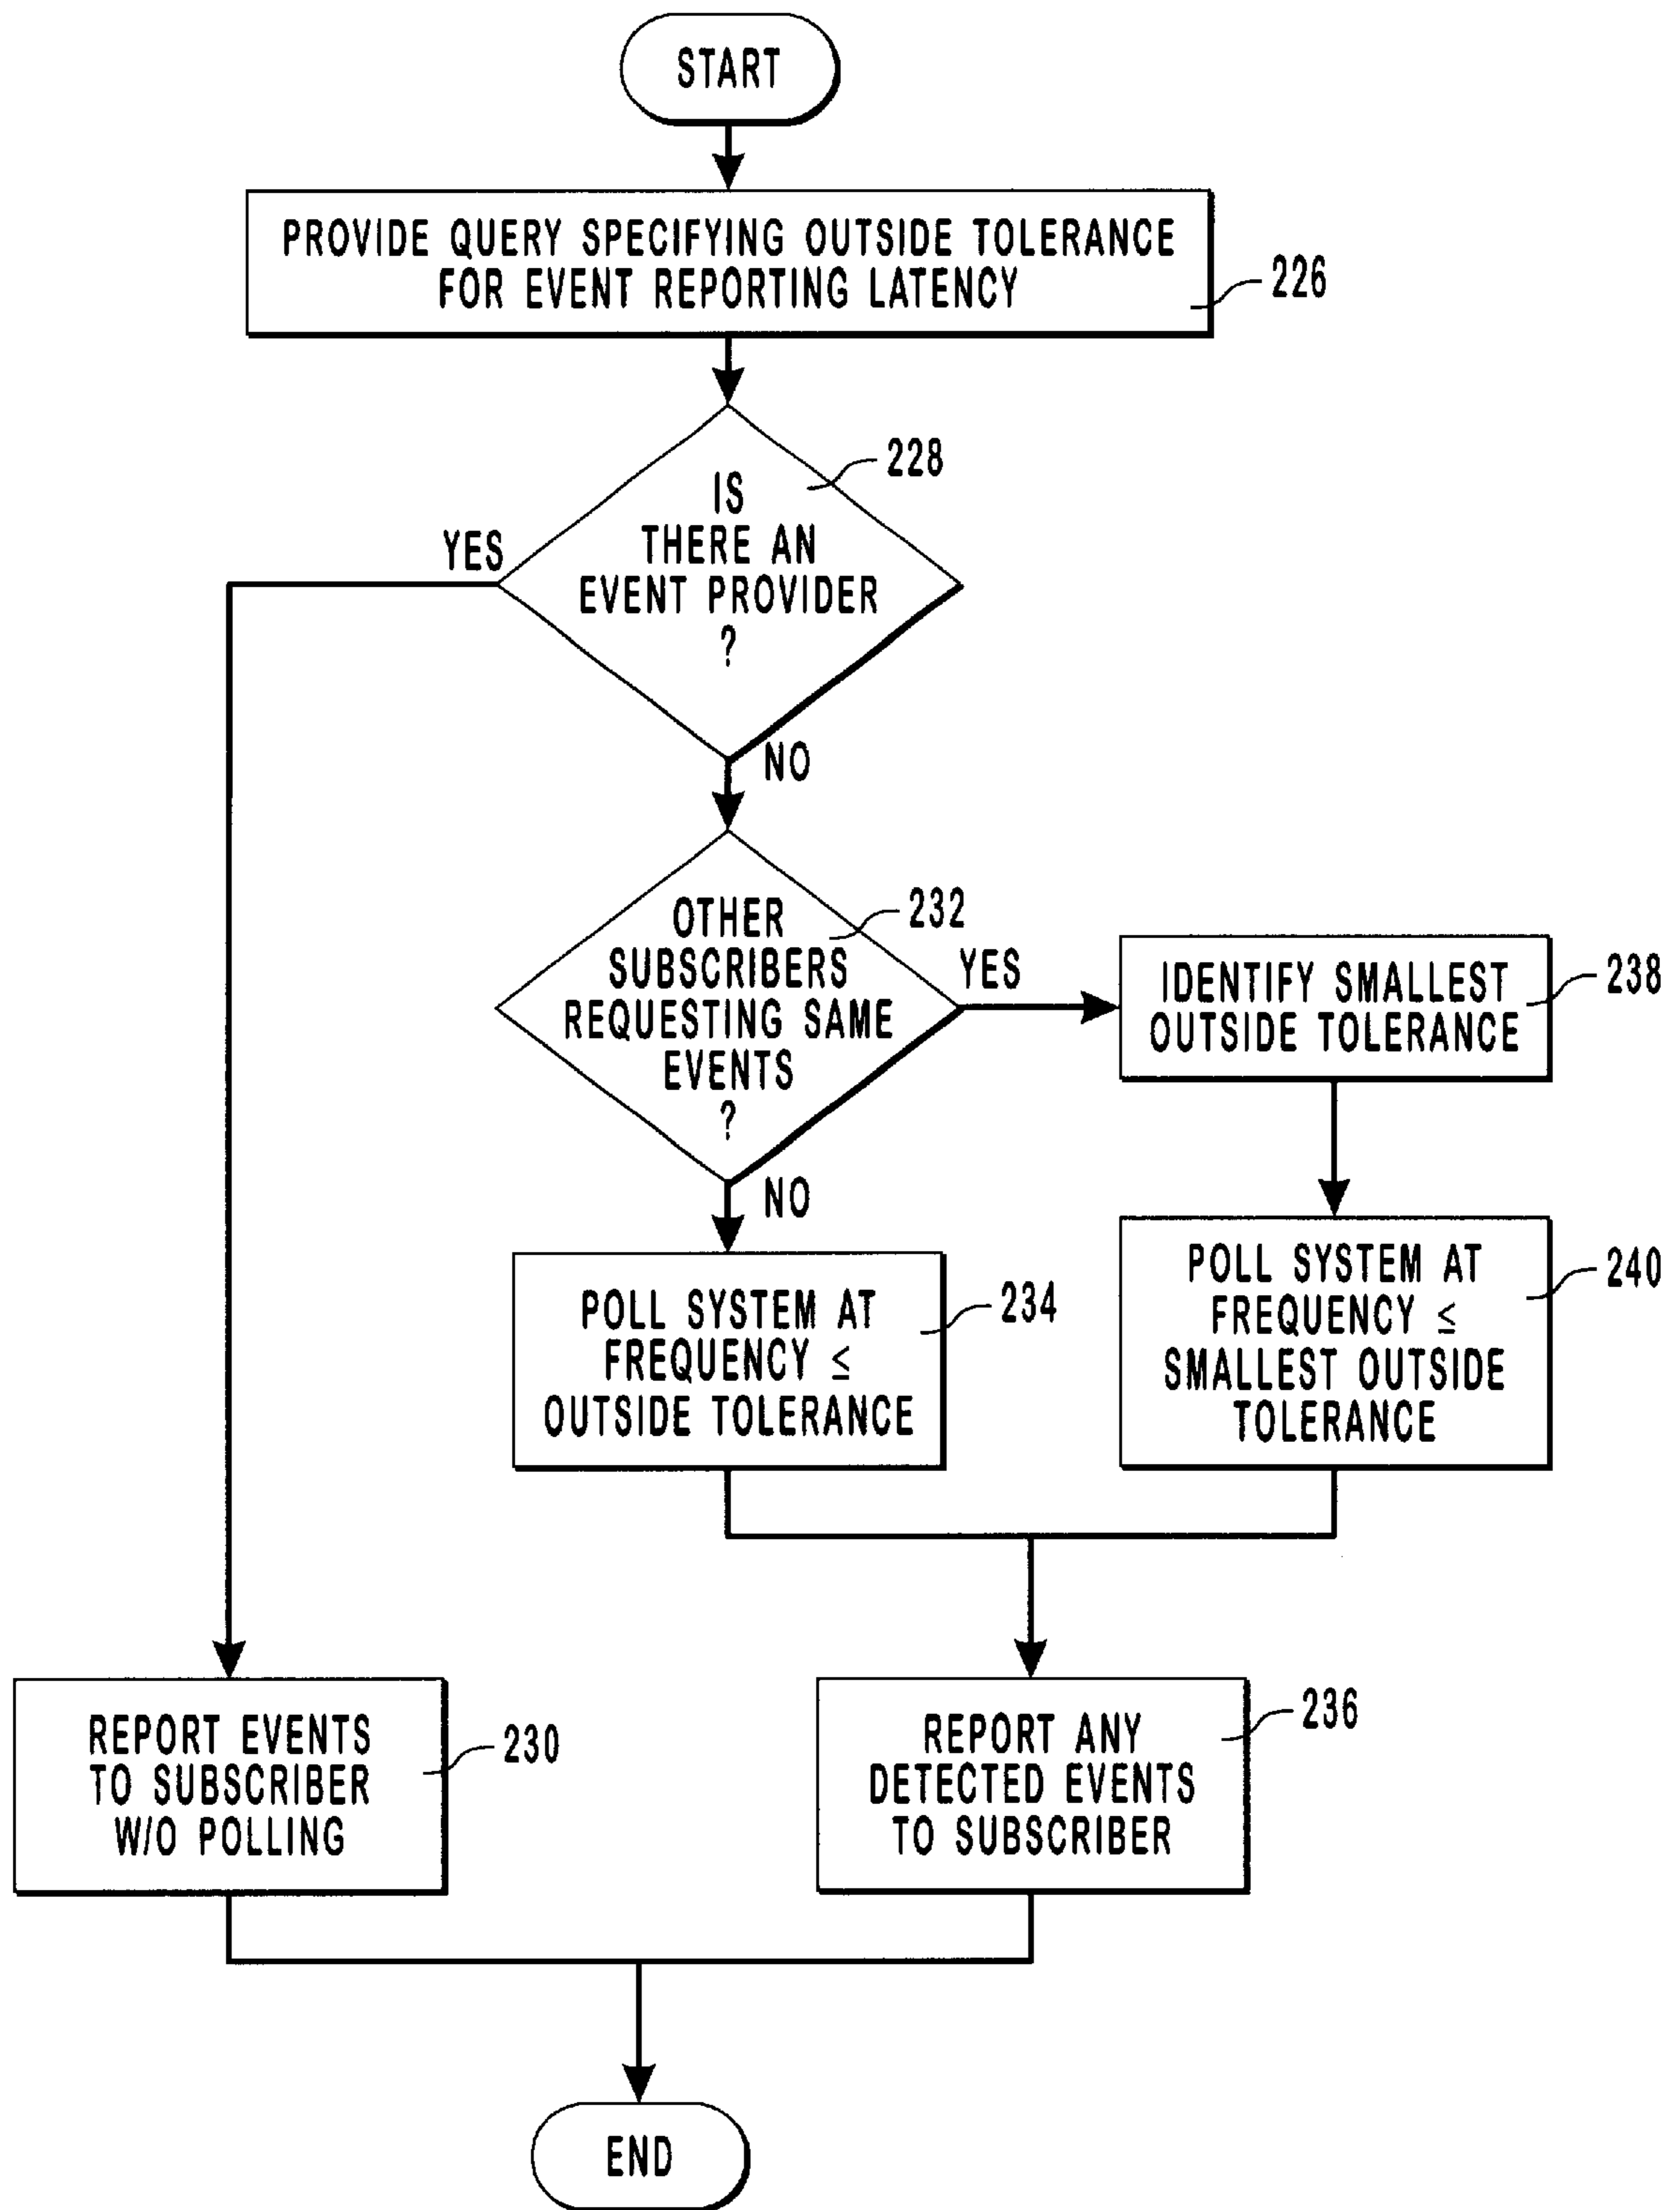 START
PROVIDE QUERY SPECIFYING OUTSIDE TOLERANCE
FOR EVENT REPORTING LATENCY
226
228
IS
THERE AN
EVENT PROVIDER
?
YES
NO
232
OTHER
SUBSCRIBERS
REQUESTING SAME
EVENTS
?
YES
NO
IDENTIFY SMALLEST
OUTSIDE TOLERANCE
238
POLL SYSTEM AT
FREQUENCY ≤
OUTSIDE TOLERANCE
234
POLL SYSTEM AT
FREQUENCY ≤
SMALLEST OUTSIDE
TOLERANCE
240
REPORT EVENTS
TO SUBSCRIBER
W/O POLLING
230
REPORT ANY
DETECTED EVENTS
TO SUBSCRIBER
236
END